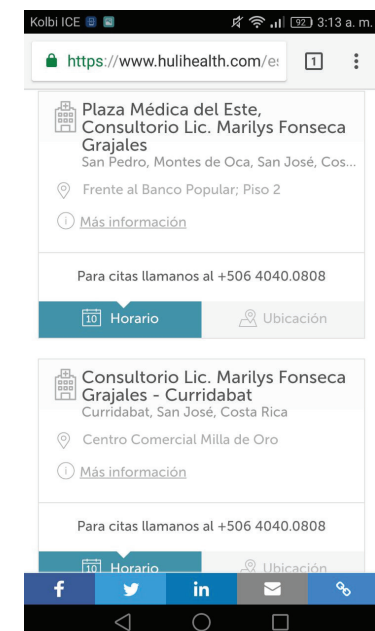 Kolbi ICE 92 3:13 a. m.
https://www.hulihealth.com/es 1
Plaza Médica del Este,
Consultorio Lic. Marilys Fonseca
Grajales
San Pedro, Montes de Oca, San José, Cos...
Frente al Banco Popular; Piso 2
Más información
Para citas llamanos al +506 4040.0808
10 Horario Ubicación
Consultorio Lic. Marilys Fonseca
Grajales - Curridabat
Curridabat, San José, Costa Rica
Centro Comercial Milla de Oro
Más información
Para citas llamanos al +506 4040.0808
10 Horario Ubicación
f in